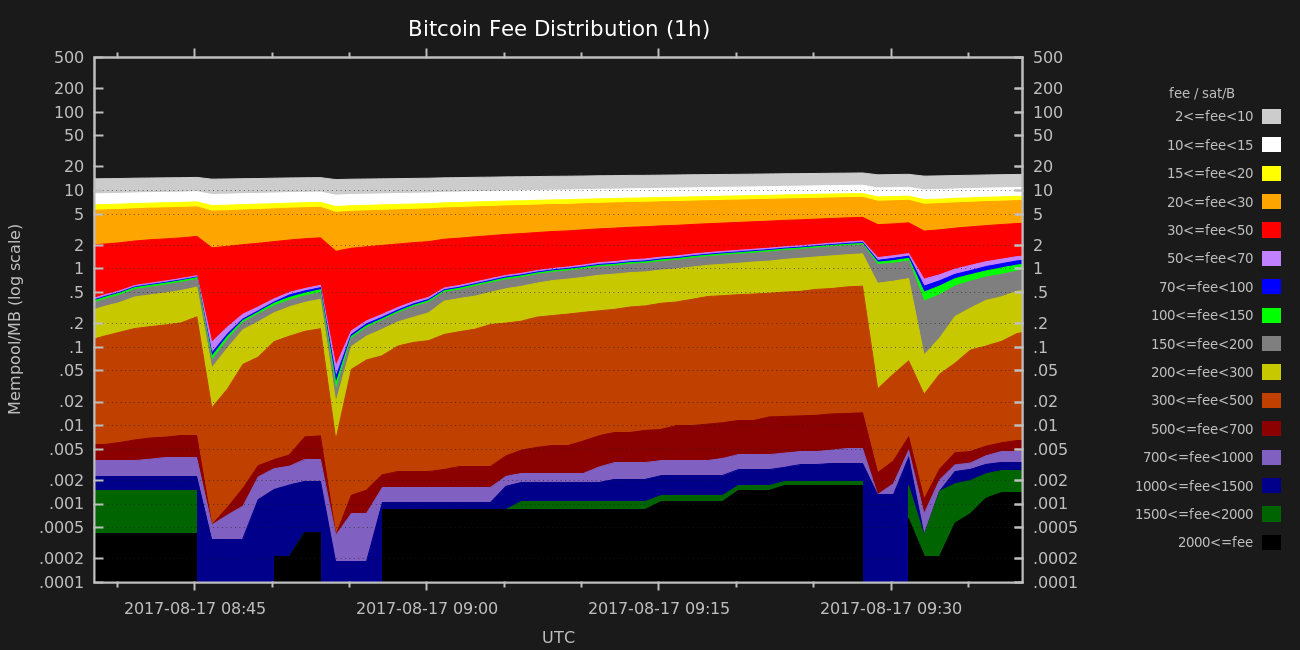 Bitcoin Fee Distribution (1h)
500
200
100
50
20
10
5
2
1
.5
.2
.1
.05
.02
.01
.005
.002
.001
.0005
.0002
.0001
Mempool/MB (log scale)
500
200
100
50
20
10
5
2
1
.5
.2
.1
.05
.02
.01
.005
.002
.001
.0005
.0002
.0001
2017-08-17 08:45
2017-08-17 09:00
2017-08-17 09:15
2017-08-17 09:30
UTC
fee / sat/B
2<=fee<10
10<=fee<15
15<=fee<20
20<=fee<30
30<=fee<50
50<=fee<70
70<=fee<100
100<=fee<150
150<=fee<200
200<=fee<300
300<=fee<500
500<=fee<700
700<=fee<1000
1000<=fee<1500
1500<=fee<2000
2000<=fee